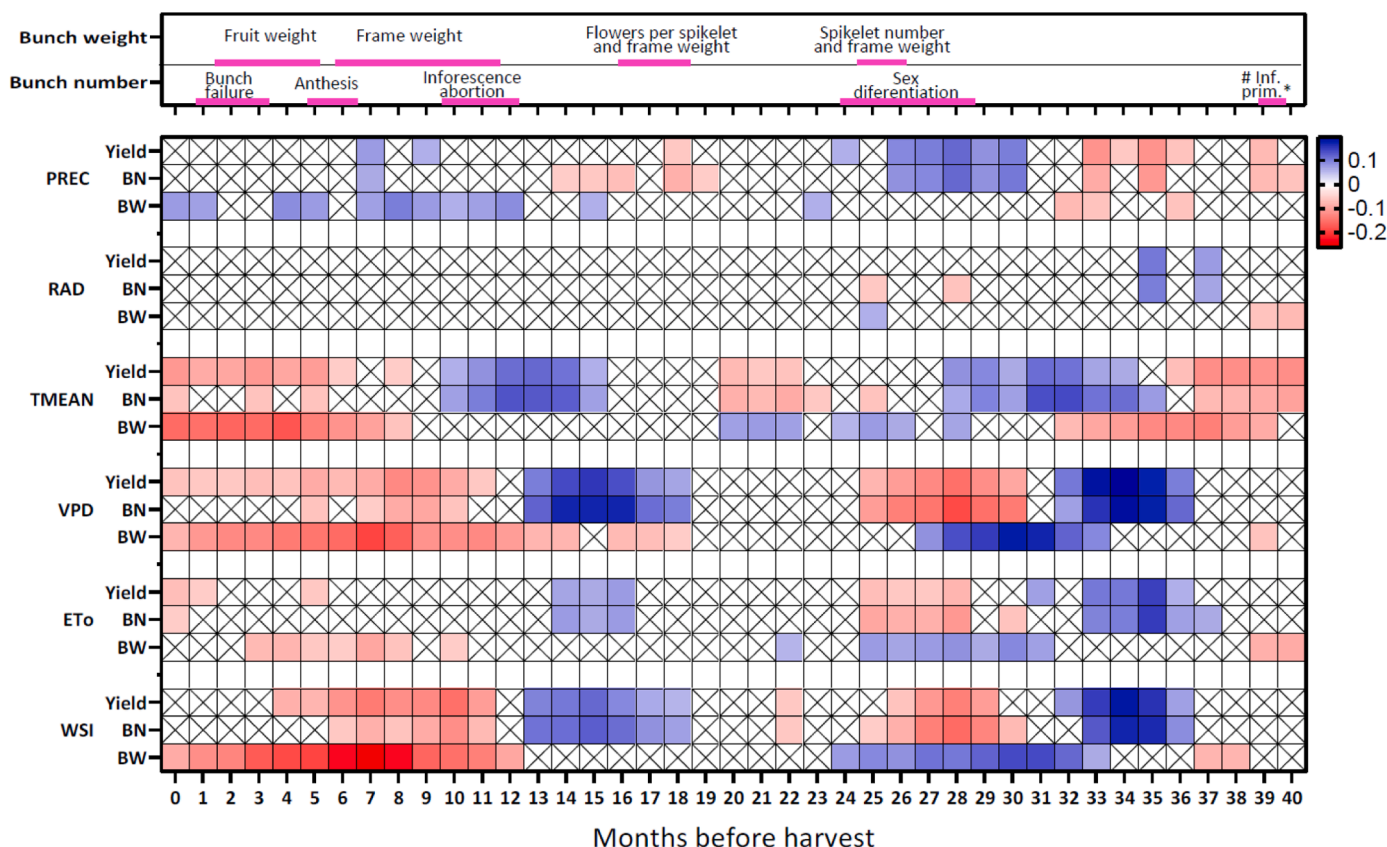 Bunch weight
Fruit weight
Frame weight
Flowers per spikelet
and frame weight
Spikelet number
and frame weight
Bunch number
Bunch
failure
Anthesis
Inforescence
abortion
Sex
diferentiation
# Inf.
prim.*
PREC
Yield
BN
BW
RAD
Yield
BN
BW
TMEAN
Yield
BN
BW
VPD
Yield
BN
BW
ETo
Yield
BN
BW
WSI
Yield
BN
BW
0.1
0
-0.1
-0.2
0 1 2 3 4 5 6 7 8 9 10 11 12 13 14 15 16 17 18 19 20 21 22 23 24 25 26 27 28 29 30 31 32 33 34 35 36 37 38 39 40
Months before harvest